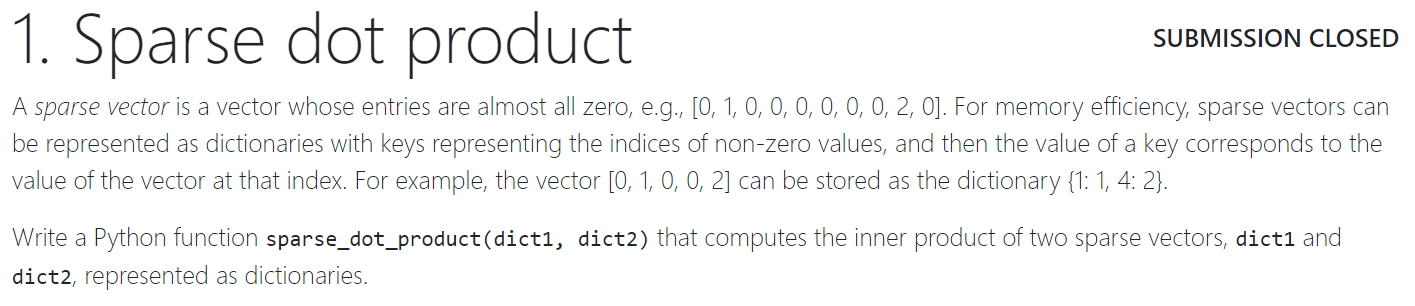 1. Sparse dot product
SUBMISSION CLOSED
A sparse vector is a vector whose entries are almost all zero, e.g., [0, 1, 0, 0, 0, 0, 0, 0, 2, 0]. For memory efficiency, sparse vectors can
be represented as dictionaries with keys representing the indices of non-zero values, and then the value of a key corresponds to the
value of the vector at that index. For example, the vector [0, 1, 0, 0, 2] can be stored as the dictionary {1: 1, 4: 2}.
Write a Python function sparse_dot_product(dict1, dict2) that computes the inner product of two sparse vectors, dict1 and
dict2, represented as dictionaries.